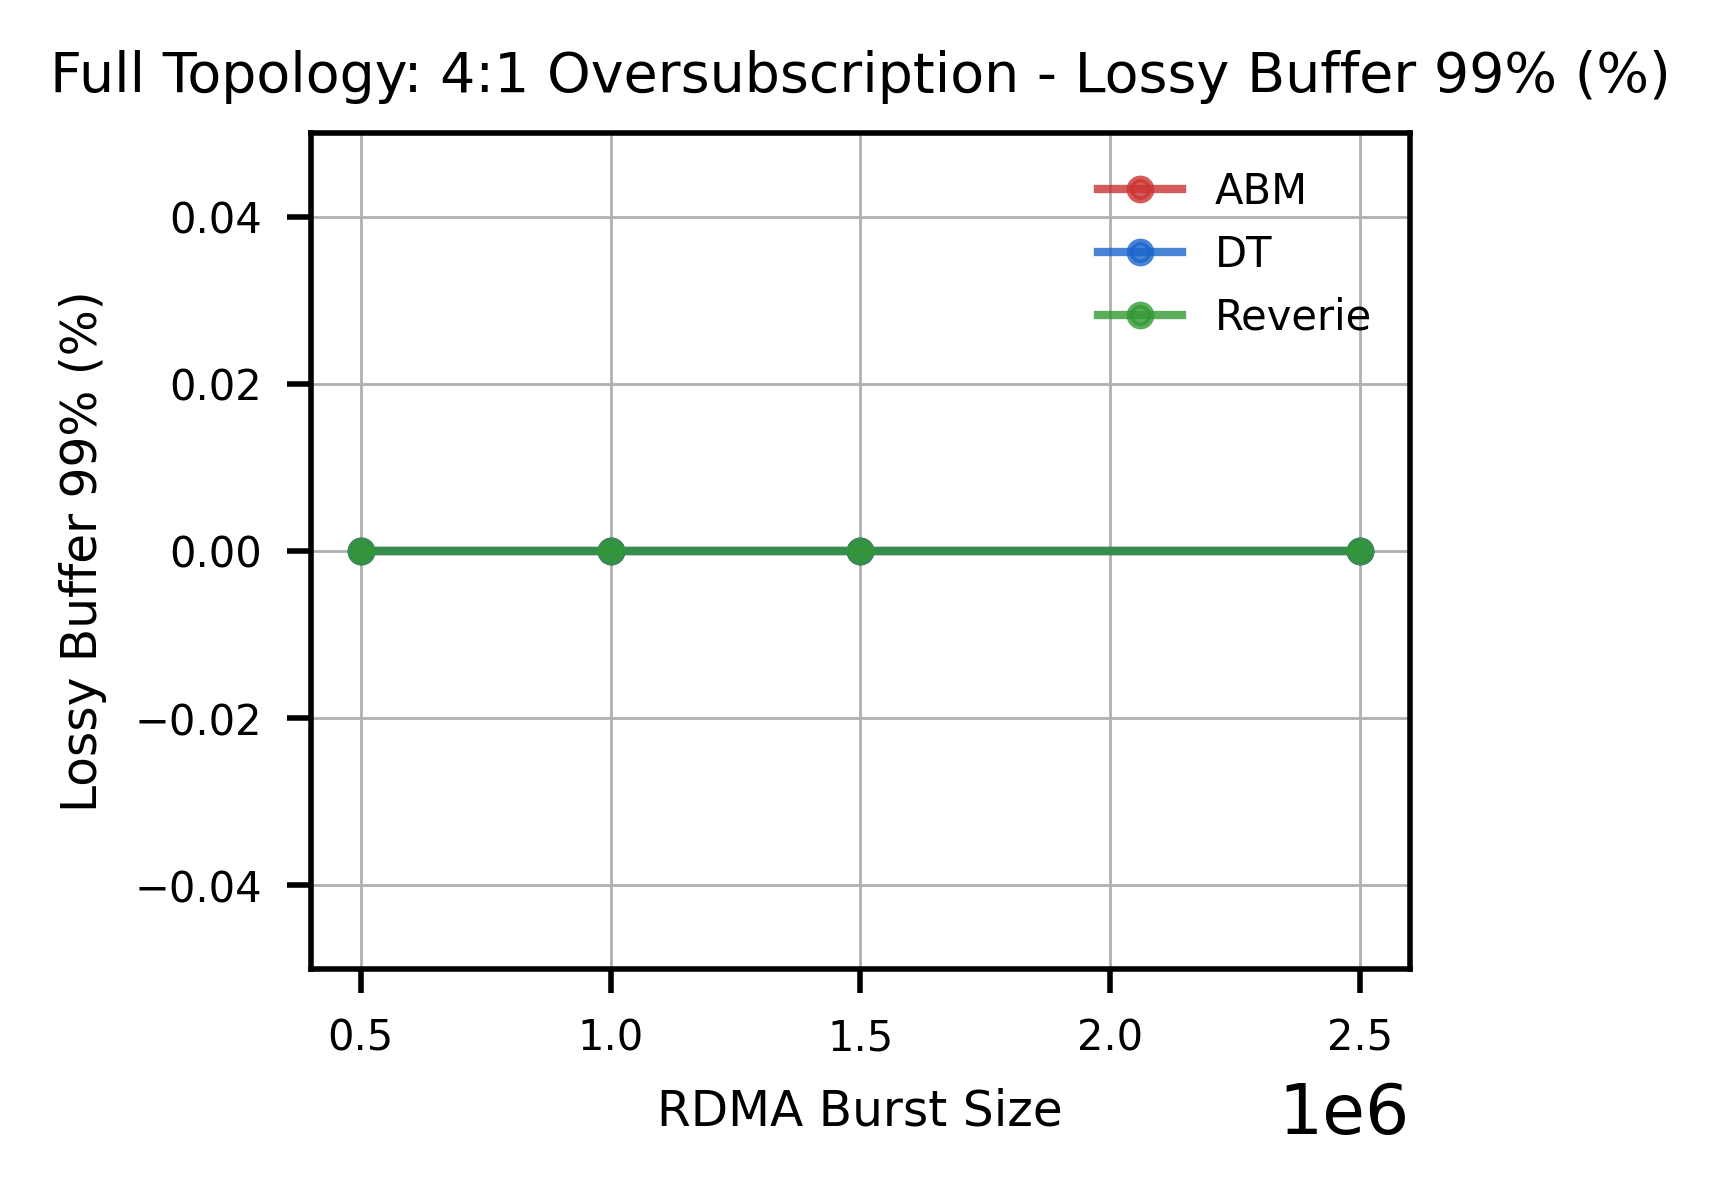 Full Topology: 4:1 Oversubscription - Lossy Buffer 99% (%)
ABM
DT
Reverie
Lossy Buffer 99% (%)
0.04
0.02
0.00
−0.02
−0.04
0.5 1.0 1.5 2.0 2.5
RDMA Burst Size
1e6